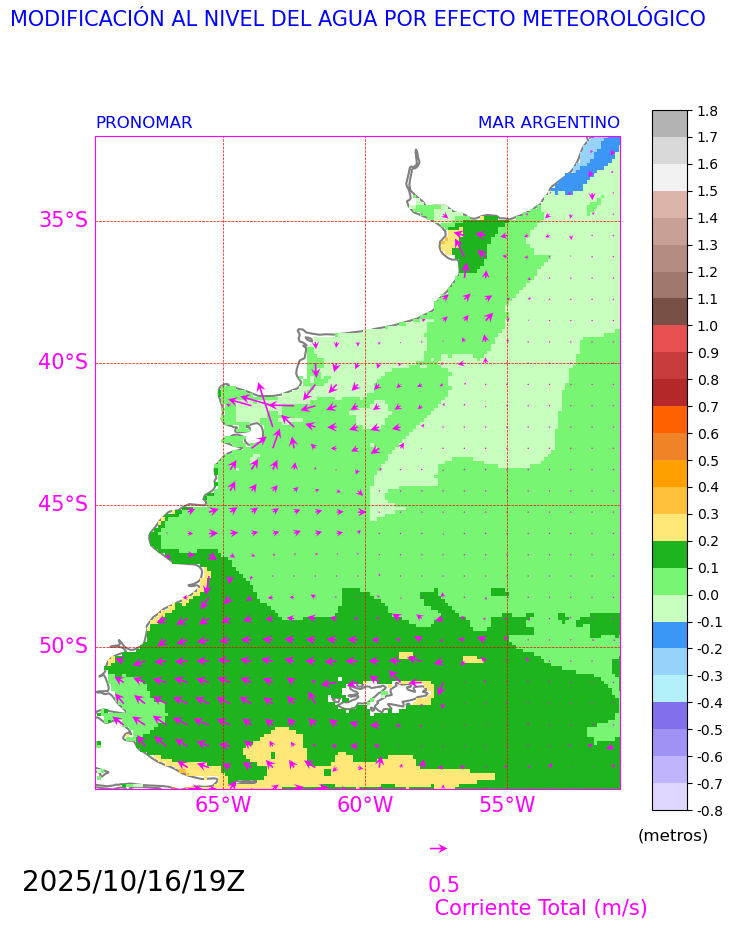 MODIFICACIÓN AL NIVEL DEL AGUA POR EFECTO METEOROLÓGICO
PRONOMAR
MAR ARGENTINO
35°S
40°S
45°S
50°S
65°W
60°W
55°W
1.8
1.7
1.6
1.5
1.4
1.3
1.2
1.1
1.0
0.9
0.8
0.7
0.6
0.5
0.4
0.3
0.2
0.1
0.0
-0.1
-0.2
-0.3
-0.4
-0.5
-0.6
-0.7
-0.8
(metros)
2025/10/16/19Z
0.5
Corriente Total (m/s)